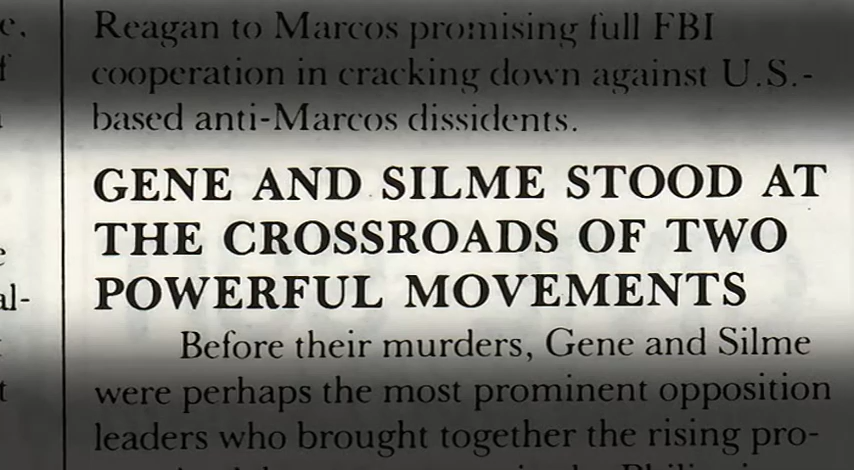 Reagan to Marcos promising full FBI
cooperation in cracking down against U.S.-
based anti-Marcos dissidents.
GENE AND SILME STOOD AT
THE CROSSROADS OF TWO
POWERFUL MOVEMENTS
Before their murders, Gene and Silme
were perhaps the most prominent opposition
leaders who brought together the rising pro-